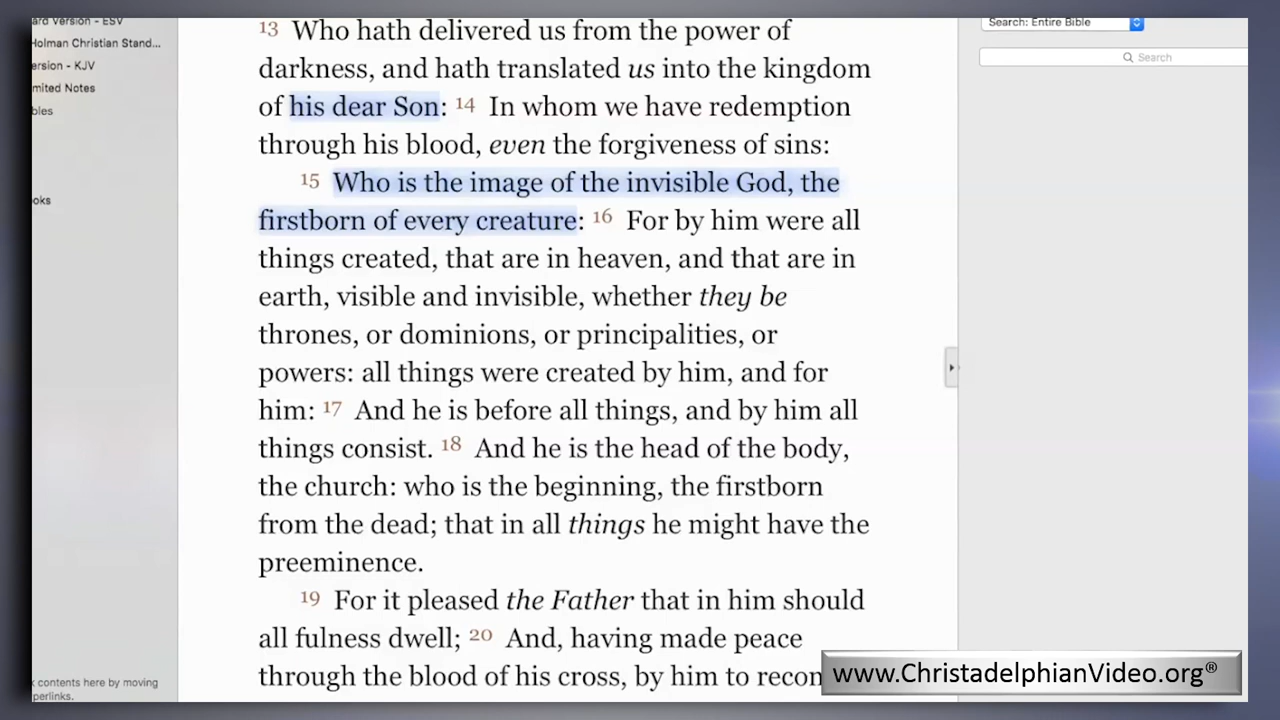 ard Version - ESV
Holman Christian Stand...
ersion - KJV
mited Notes
bles
ooks
k contents here by moving
perlinks.
13 Who hath delivered us from the power of
darkness, and hath translated us into the kingdom
of his dear Son: 14 In whom we have redemption
through his blood, even the forgiveness of sins:
15 Who is the image of the invisible God, the
firstborn of every creature: 16 For by him were all
things created, that are in heaven, and that are in
earth, visible and invisible, whether they be
thrones, or dominions, or principalities, or
powers: all things were created by him, and for
him: 17 And he is before all things, and by him all
things consist. 18 And he is the head of the body,
the church: who is the beginning, the firstborn
from the dead; that in all things he might have the
preeminence.
19 For it pleased the Father that in him should
all fulness dwell; 20 And, having made peace
through the blood of his cross, by him to recon
Search: Entire Bible
Search
www.ChristadelphianVideo.org®